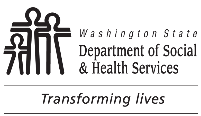 Washington State
Department of Social
& Health Services
Transforming lives